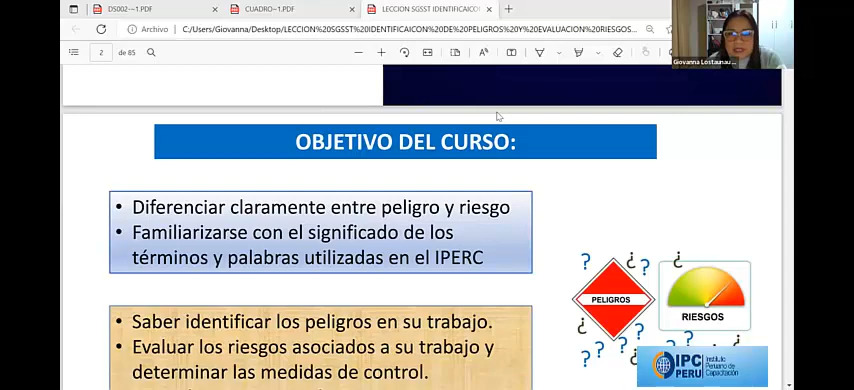 DS002---1.PDF
CUADRO~1.PDF
LECCION SGSST IDENTIFICAICO
Archivo
C:/Users/Giovanna/Desktop/LECCION%20SGSST%20IDENTIFICAICON%20DE%20PELIGROS%20Y%20EVALUACION%20RIESGOS...
2 de 85
Giovanna Lostaunau...
OBJETIVO DEL CURSO:
• Diferenciar claramente entre peligro y riesgo
• Familiarizarse con el significado de los
términos y palabras utilizadas en el IPERC
• Saber identificar los peligros en su trabajo.
• Evaluar los riesgos asociados a su trabajo y
determinar las medidas de control.
? ¿ ? ¿
PELIGROS
RIESGOS
¿ ? ? ? ? ¿ ? ? ¿
IPC PERU
Instituto
Peruano de
Capacitación